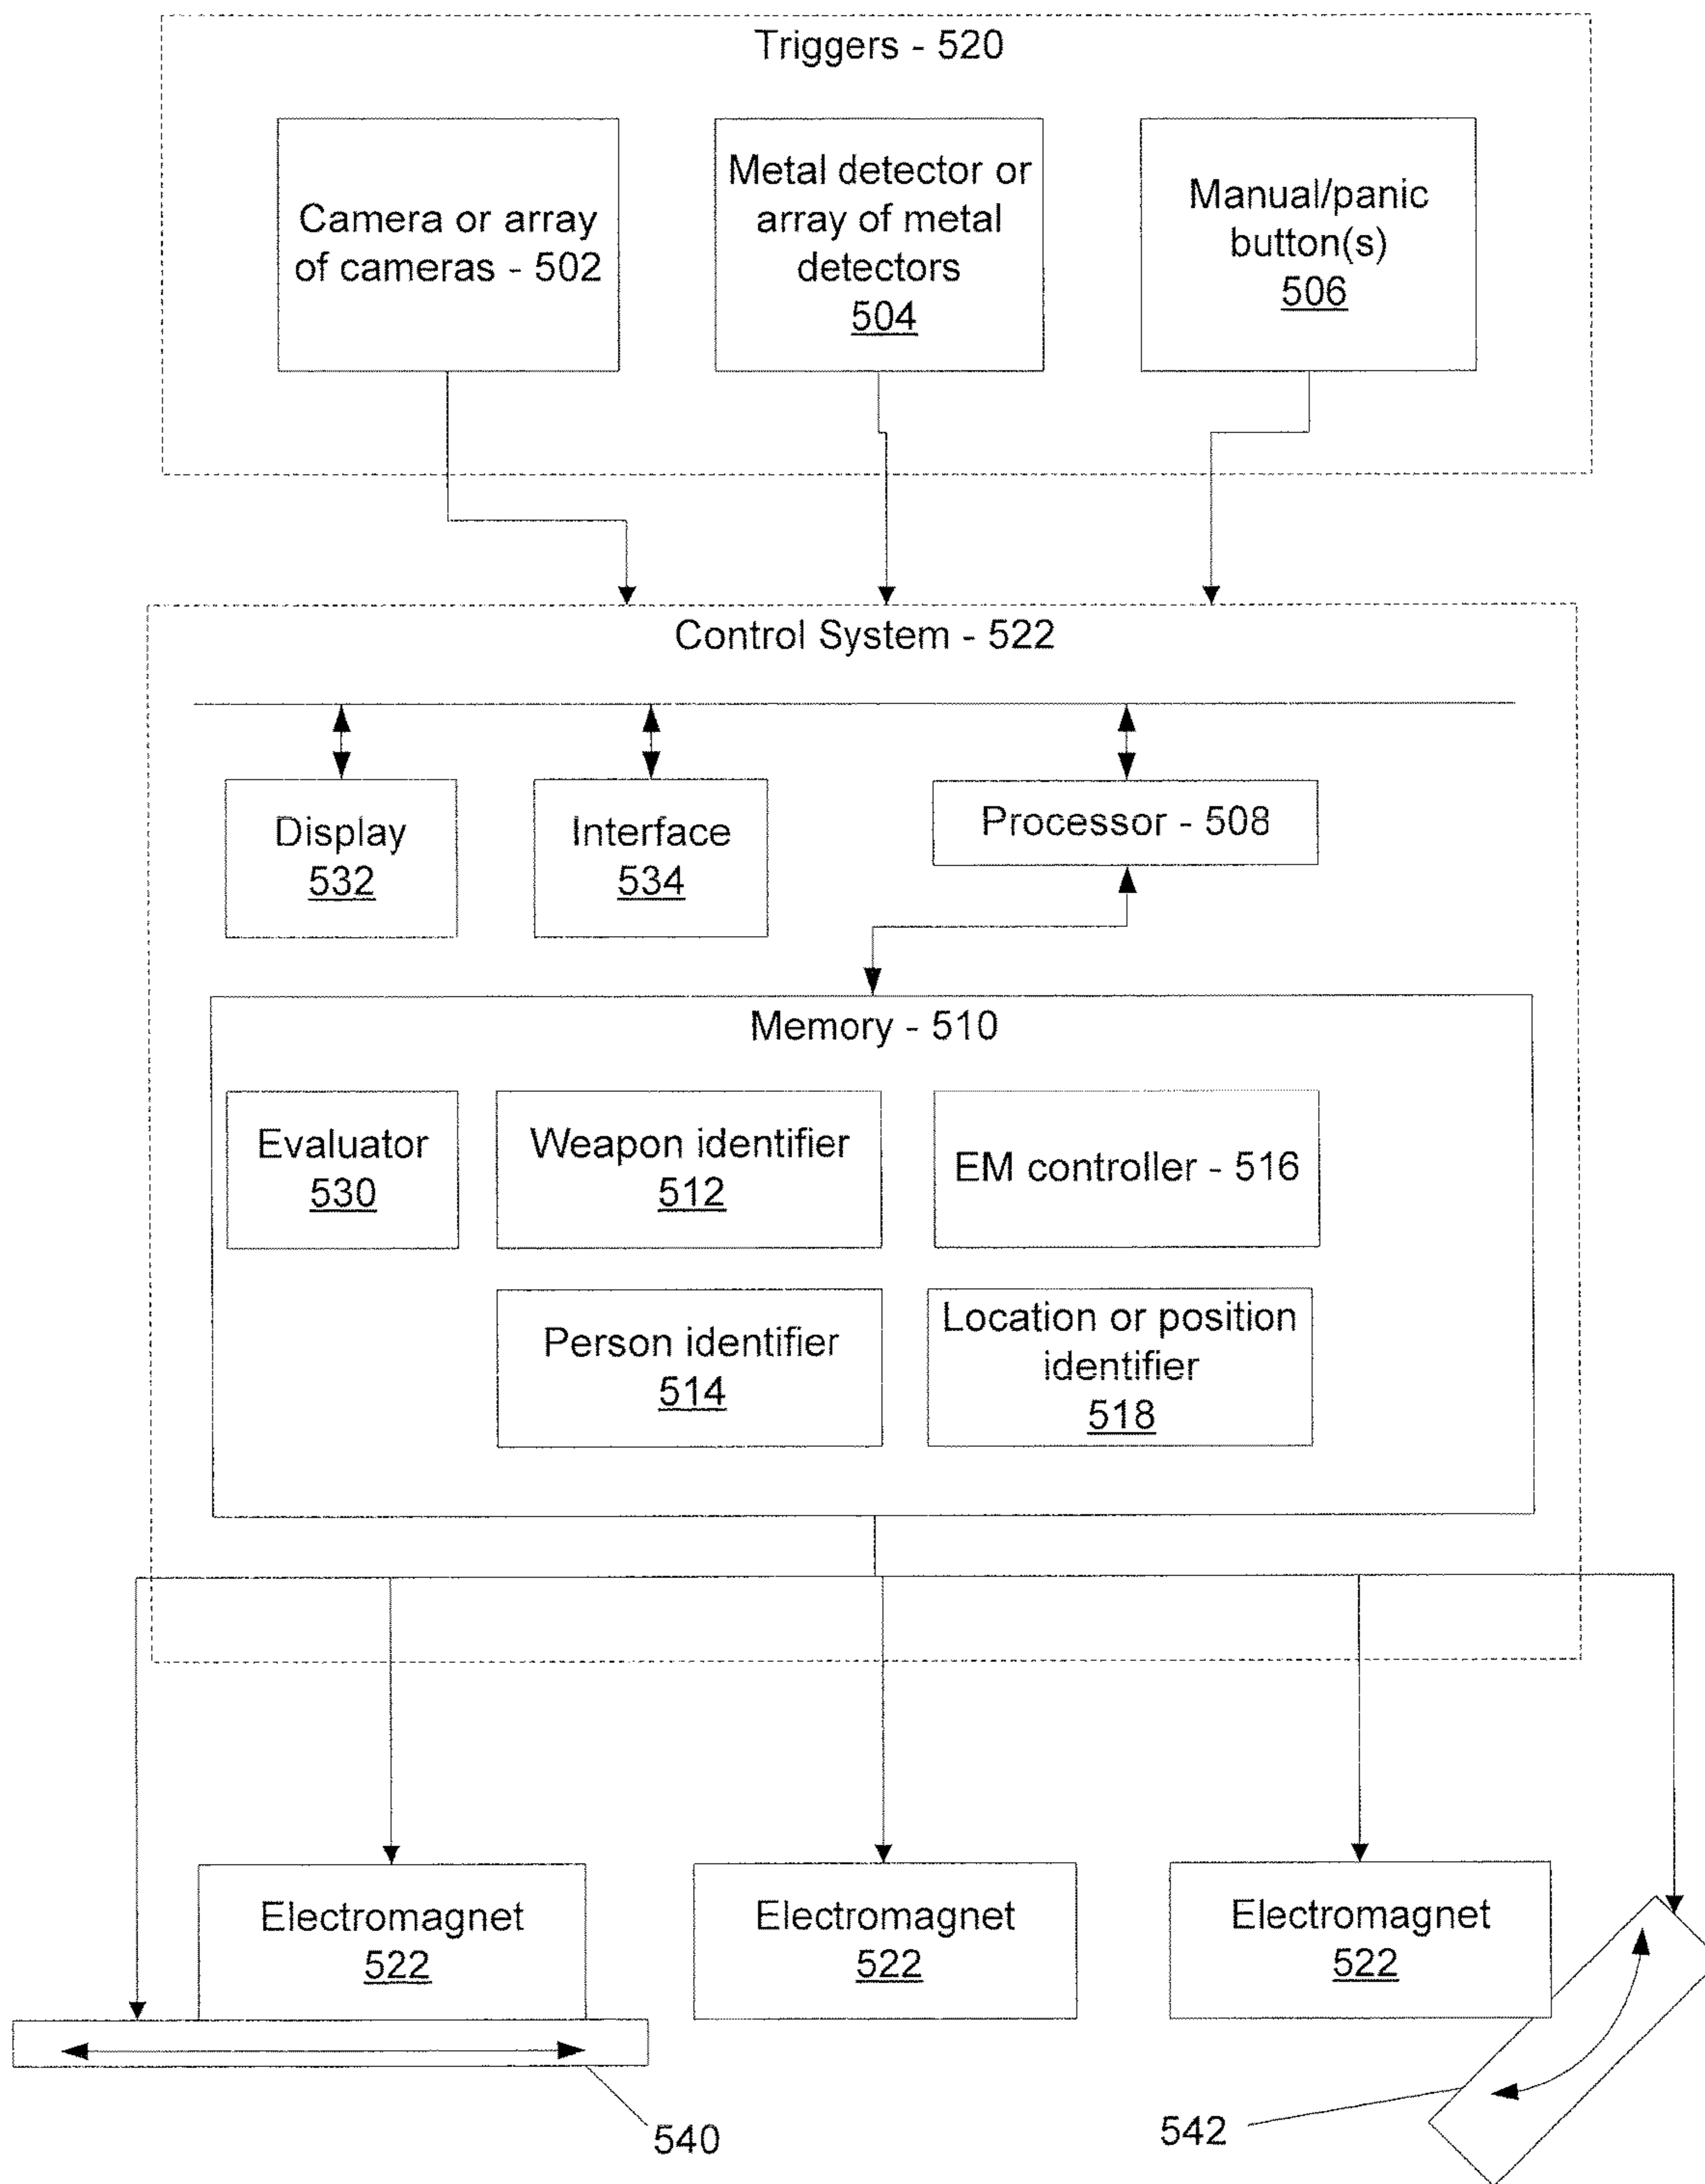 Triggers - 520
Camera or array
of cameras - 502
Metal detector or
array of metal
detectors
504
Manual/panic
button(s)
506
Control System - 522
Display
532
Interface
534
Processor - 508
Memory - 510
Evaluator
530
Weapon identifier
512
EM controller - 516
Person identifier
514
Location or position
identifier
518
Electromagnet
522
Electromagnet
522
Electromagnet
522
540
542